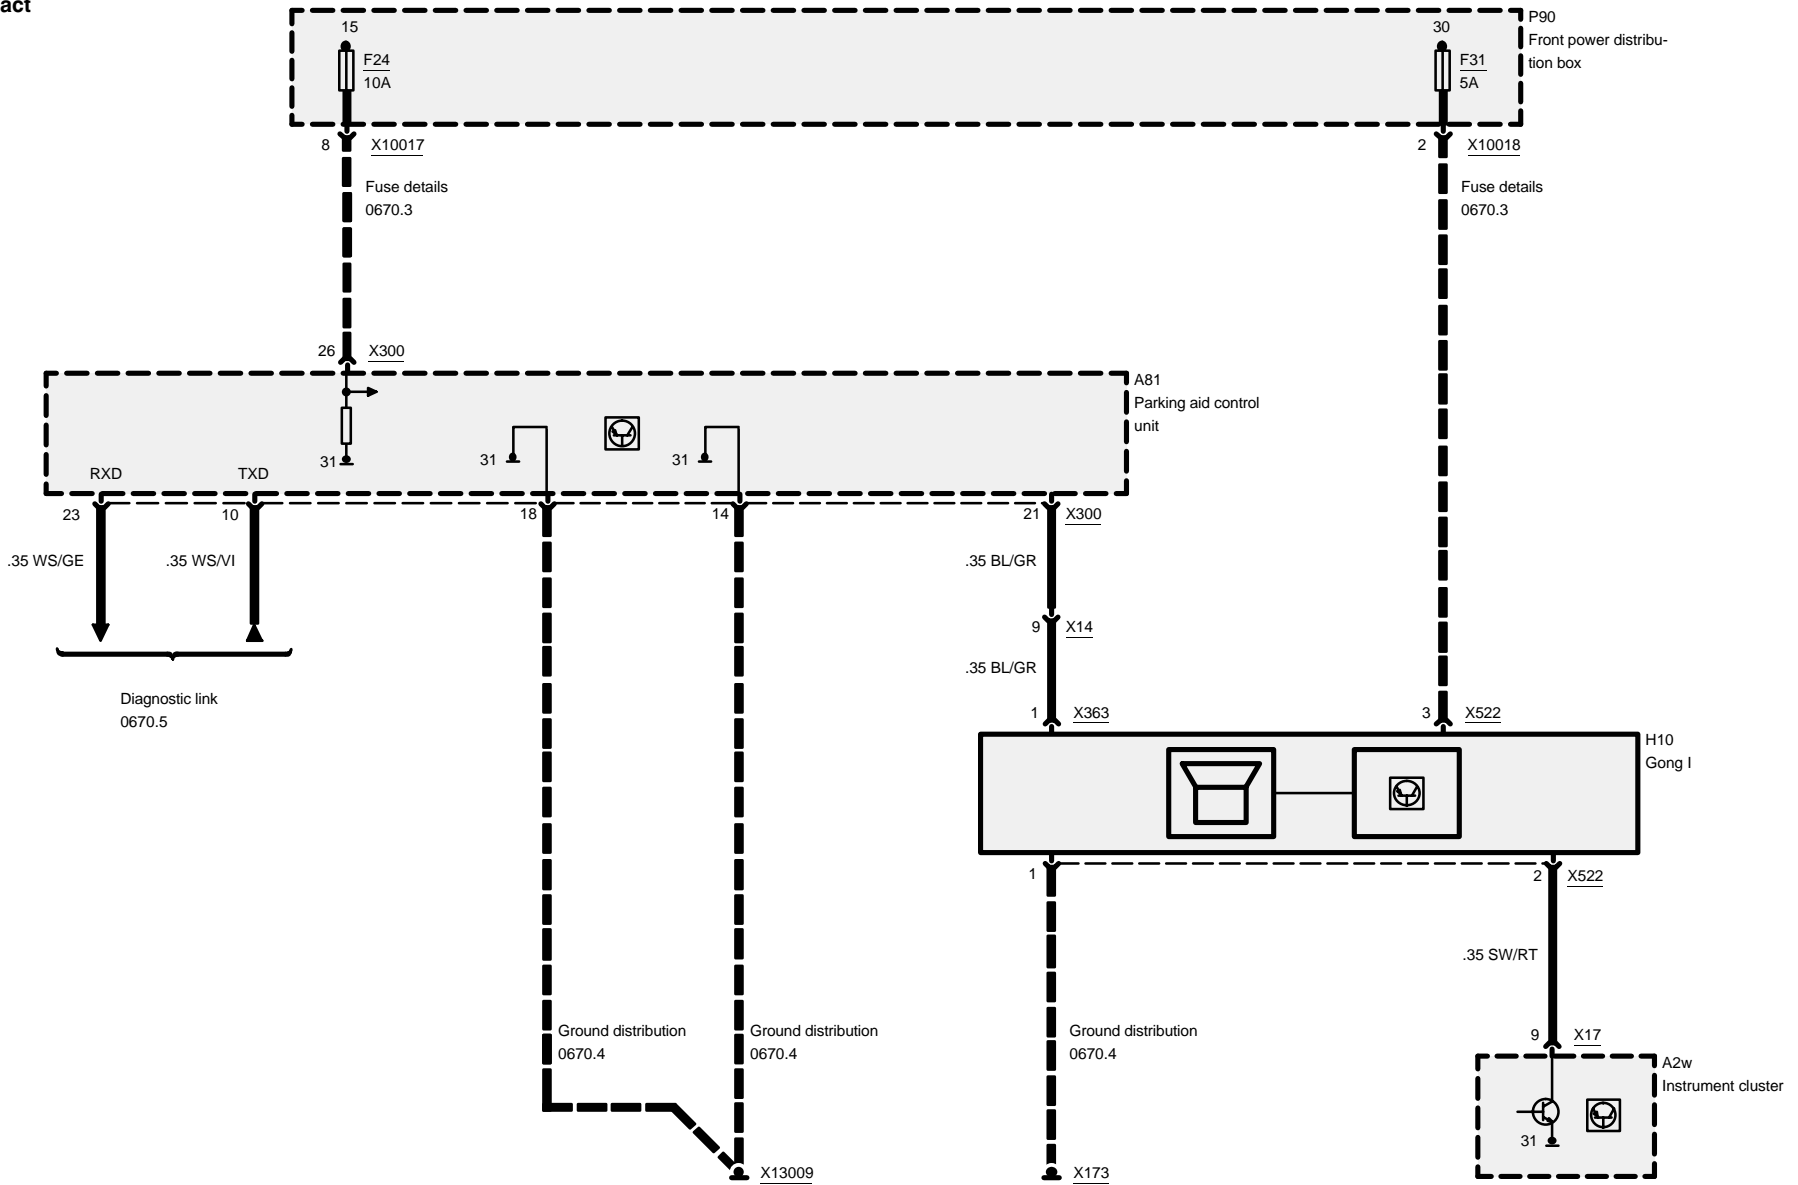 act
P90
Front power distribu-
tion box
15
F24
10A
30
F31
5A
8 X10017
2 X10018
Fuse details
0670.3
Fuse details
0670.3
26 X300
A81
Parking aid control
unit
31
31
31
RXD
TXD
23
10
18
14
21 X300
.35 WS/GE
.35 WS/VI
.35 BL/GR
9 X14
.35 BL/GR
Diagnostic link
0670.5
1 X363
3 X522
H10
Gong I
1
2 X522
.35 SW/RT
Ground distribution
0670.4
Ground distribution
0670.4
Ground distribution
0670.4
9 X17
A2w
Instrument cluster
31
X13009
X173